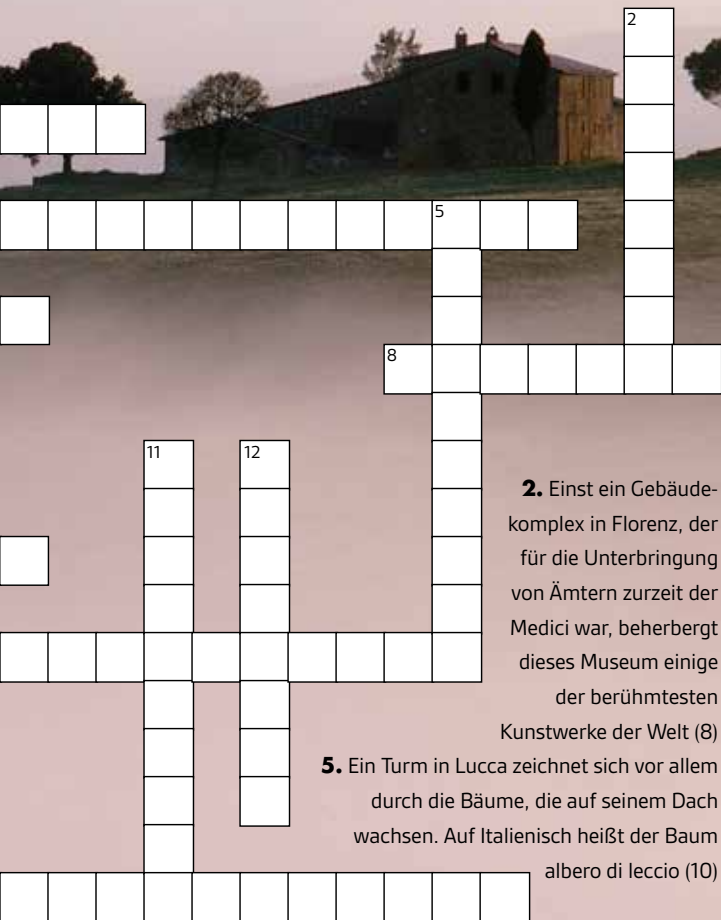 2
5
8
11
12
2. Einst ein Gebäude-
komplex in Florenz, der
für die Unterbringung
von Ämtern zurzeit der
Medici war, beherbergt
dieses Museum einige
der berühmtesten
Kunstwerke der Welt (8)
5. Ein Turm in Lucca zeichnet sich vor allem
durch die Bäume, die auf seinem Dach
wachsen. Auf Italienisch heißt der Baum
albero di leccio (10)